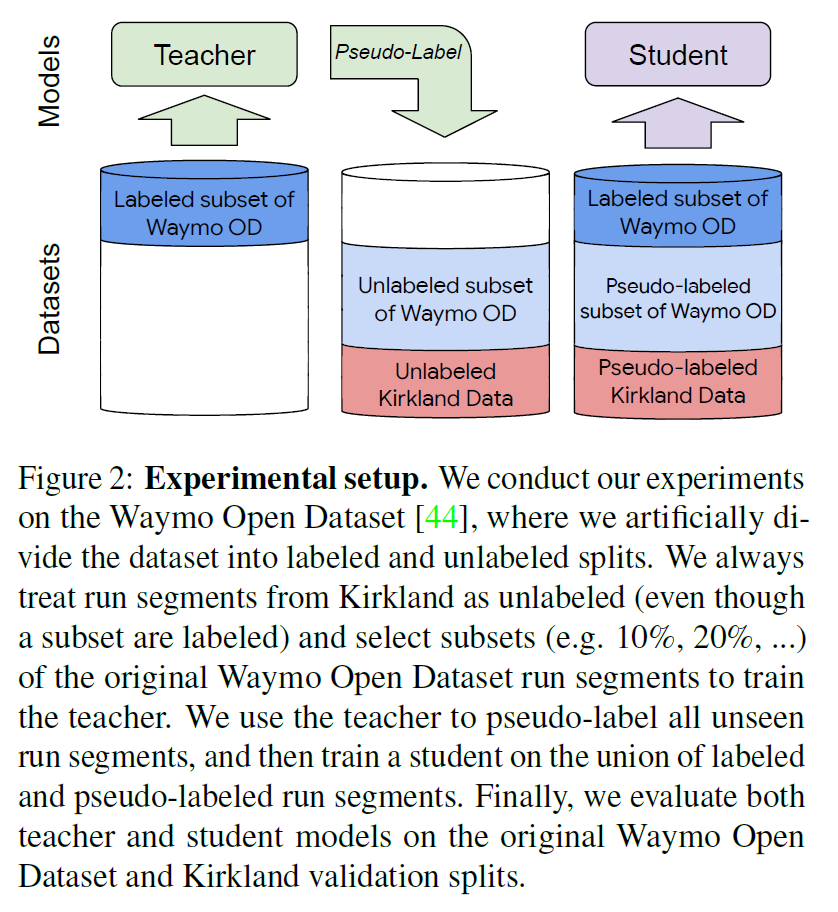 Models
Teacher
Pseudo-Label
Student
Datasets
Labeled subset of
Waymo OD
Unlabeled subset
of Waymo OD
Unlabeled
Kirkland Data
Labeled subset of
Waymo OD
Pseudo-labeled
subset of Waymo OD
Pseudo-labeled
Kirkland Data
Figure 2: Experimental setup. We conduct our experiments
on the Waymo Open Dataset [44], where we artificially di-
vide the dataset into labeled and unlabeled splits. We always
treat run segments from Kirkland as unlabeled (even though
a subset are labeled) and select subsets (e.g. 10%, 20%, ...)
of the original Waymo Open Dataset run segments to train
the teacher. We use the teacher to pseudo-label all unseen
run segments, and then train a student on the union of labeled
and pseudo-labeled run segments. Finally, we evaluate both
teacher and student models on the original Waymo Open
Dataset and Kirkland validation splits.